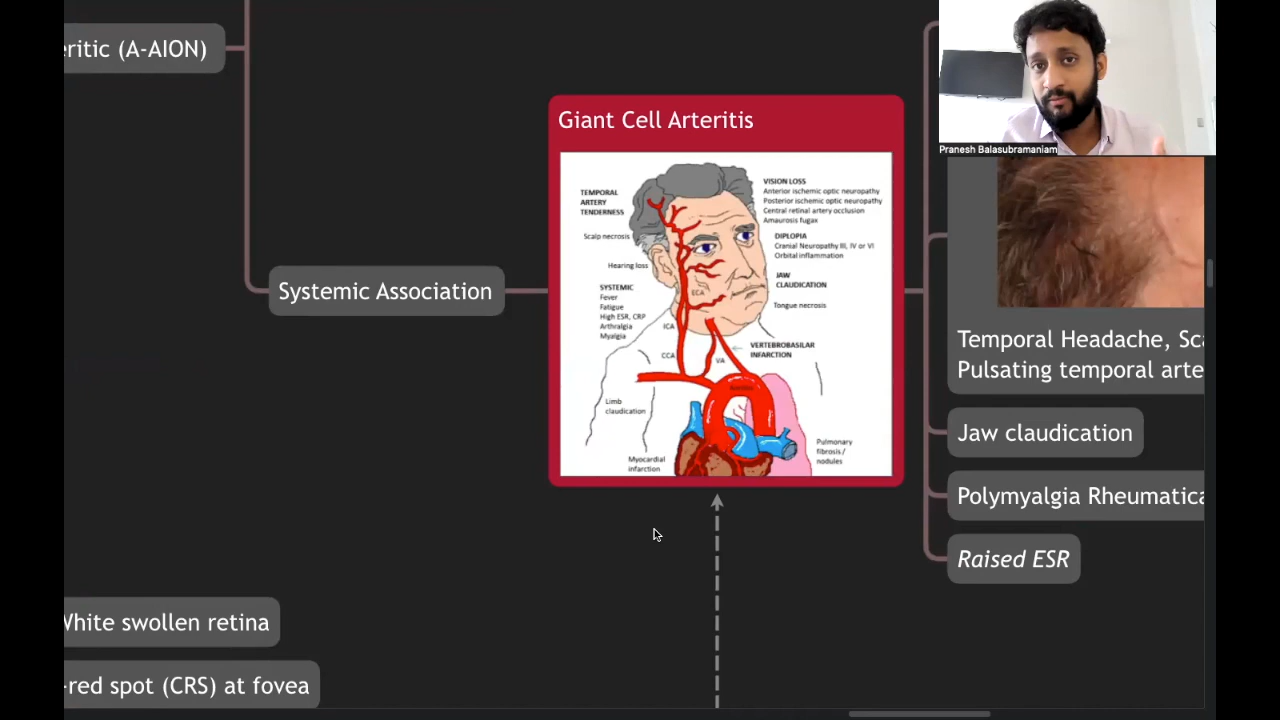 eritic (A-AION)
Systemic Association
White swollen retina
-red spot (CRS) at fovea
Giant Cell Arteritis
TEMPORAL
ARTERY
TENDERNESS
Scalp necrosis
Hearing loss
SYSTEMIC
Fever
Fatigue
High ESR, CRP
Arthralgia
Myalgia
Limb
claudication
Myocardial
infarction
ECA
ICA
CCA
VA
VISION LOSS
Anterior ischemic optic neuropathy
Posterior ischemic optic neuropathy
Central retinal artery occlusion
Amaurosis fugax
DIPLOPIA
Cranial Neuropathy III, IV or VI
Orbital inflammation
JAW
CLAUDICATION
Tongue necrosis
VERTEBROBASILAR
INFARCTION
Pulmonary
fibrosis /
nodules
Pranesh Balasubramaniam
Temporal Headache, Sca
Pulsating temporal arte
Jaw claudication
Polymyalgia Rheumatica
Raised ESR